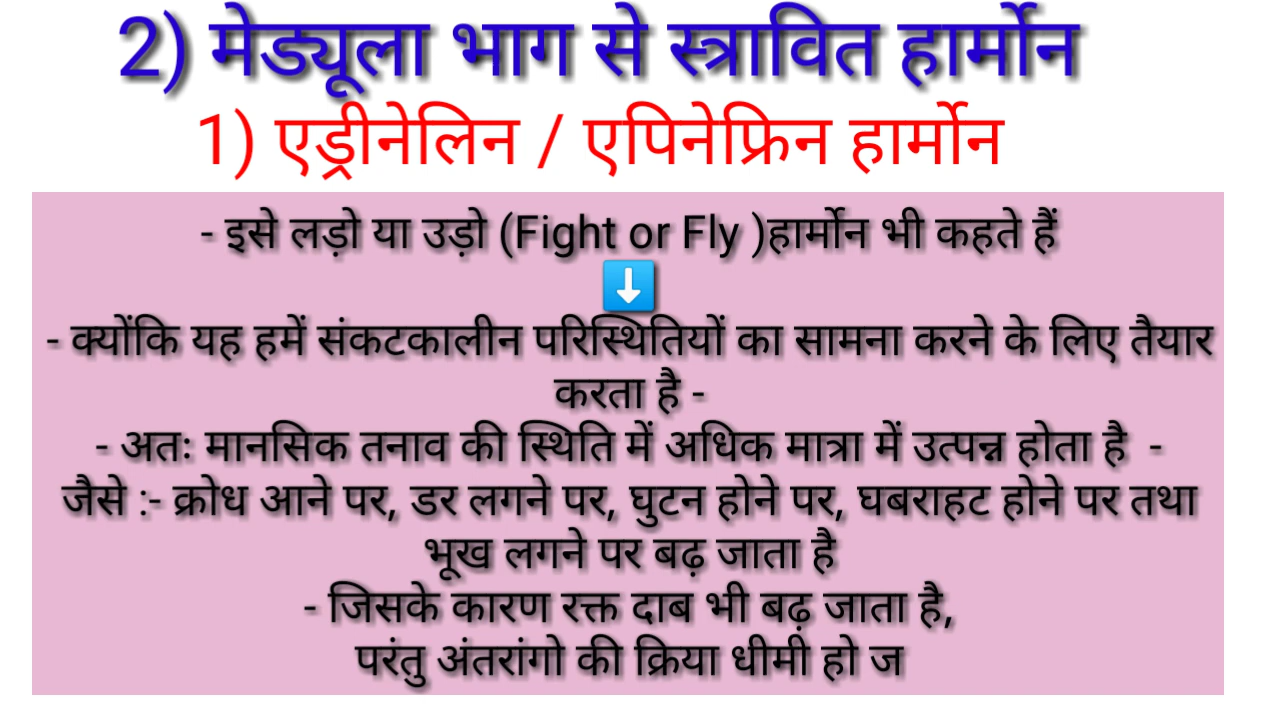 2) मेड्यूला भाग से स्त्रावित हार्मोन
1) एड्रीनेलिन / एपिनेफ्रिन हार्मोन
- इसे लड़ो या उड़ो (Fight or Fly )हार्मोन भी कहते हैं
⬇️
- क्योंकि यह हमें संकटकालीन परिस्थितियों का सामना करने के लिए तैयार
करता है -
- अतः मानसिक तनाव की स्थिति में अधिक मात्रा में उत्पन्न होता है -
जैसे :- क्रोध आने पर, डर लगने पर, घुटन होने पर, घबराहट होने पर तथा
भूख लगने पर बढ़ जाता है
- जिसके कारण रक्त दाब भी बढ़ जाता है,
परंतु अंतरांगो की क्रिया धीमी हो ज